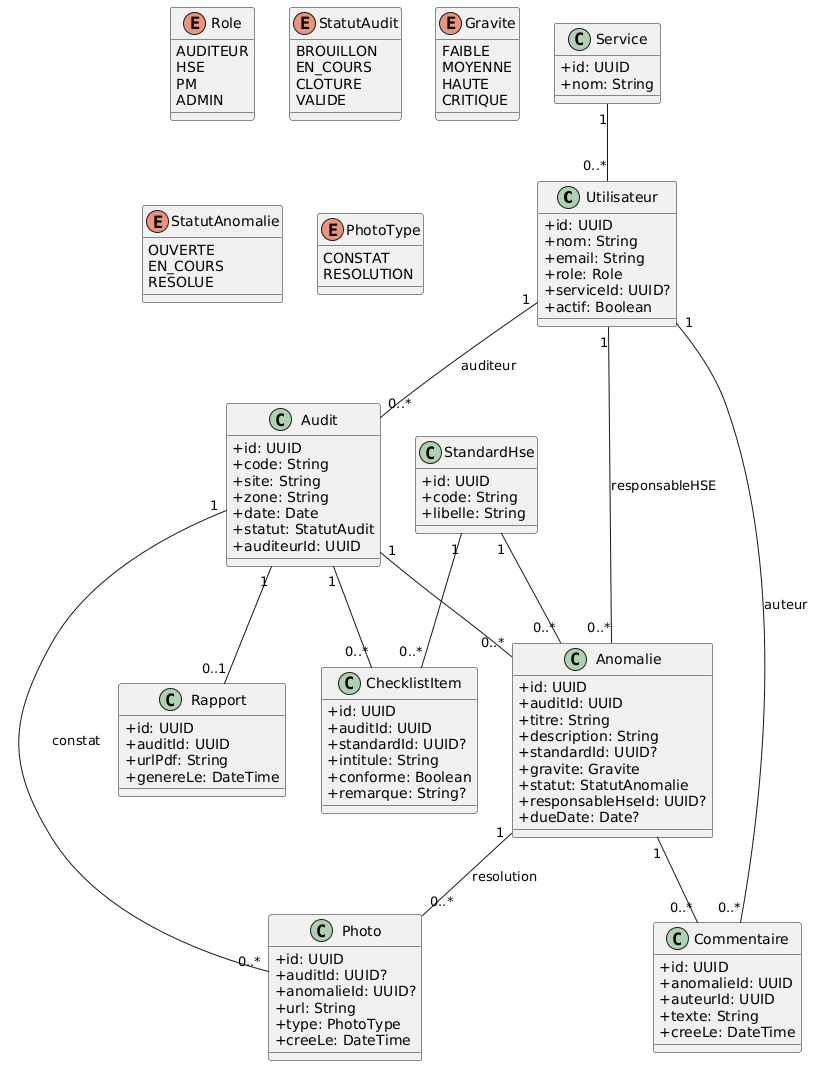 E Role
AUDITEUR
HSE
PM
ADMIN
E StatutAudit
BROUILLON
EN_COURS
CLOTURE
VALIDE
E Gravite
FAIBLE
MOYENNE
HAUTE
CRITIQUE
C Service
+id: UUID
+nom: String
1
0..*
E StatutAnomalie
OUVERTE
EN_COURS
RESOLUE
E PhotoType
CONSTAT
RESOLUTION
C Utilisateur
+id: UUID
+nom: String
+email: String
+role: Role
+serviceId: UUID?
+actif: Boolean
1
1
1
auditeur
0..*
responsableHSE
0..*
auteur
0..*
C Audit
+id: UUID
+code: String
+site: String
+zone: String
+date: Date
+statut: StatutAudit
+auditeurId: UUID
1
1
1
1
C StandardHse
+id: UUID
+code: String
+libelle: String
1
1
0..1
0..*
0..*
0..*
0..*
C Rapport
+id: UUID
+auditId: UUID
+urlPdf: String
+genereLe: DateTime
C ChecklistItem
+id: UUID
+auditId: UUID
+standardId: UUID?
+intitule: String
+conforme: Boolean
+remarque: String?
C Anomalie
+id: UUID
+auditId: UUID
+titre: String
+description: String
+standardId: UUID?
+gravite: Gravite
+statut: StatutAnomalie
+responsableHseId: UUID?
+dueDate: Date?
constat
0..*
1
resolution
0..*
1
0..*
C Photo
+id: UUID
+auditId: UUID?
+anomalieId: UUID?
+url: String
+type: PhotoType
+creeLe: DateTime
C Commentaire
+id: UUID
+anomalieId: UUID
+auteurId: UUID
+texte: String
+creeLe: DateTime